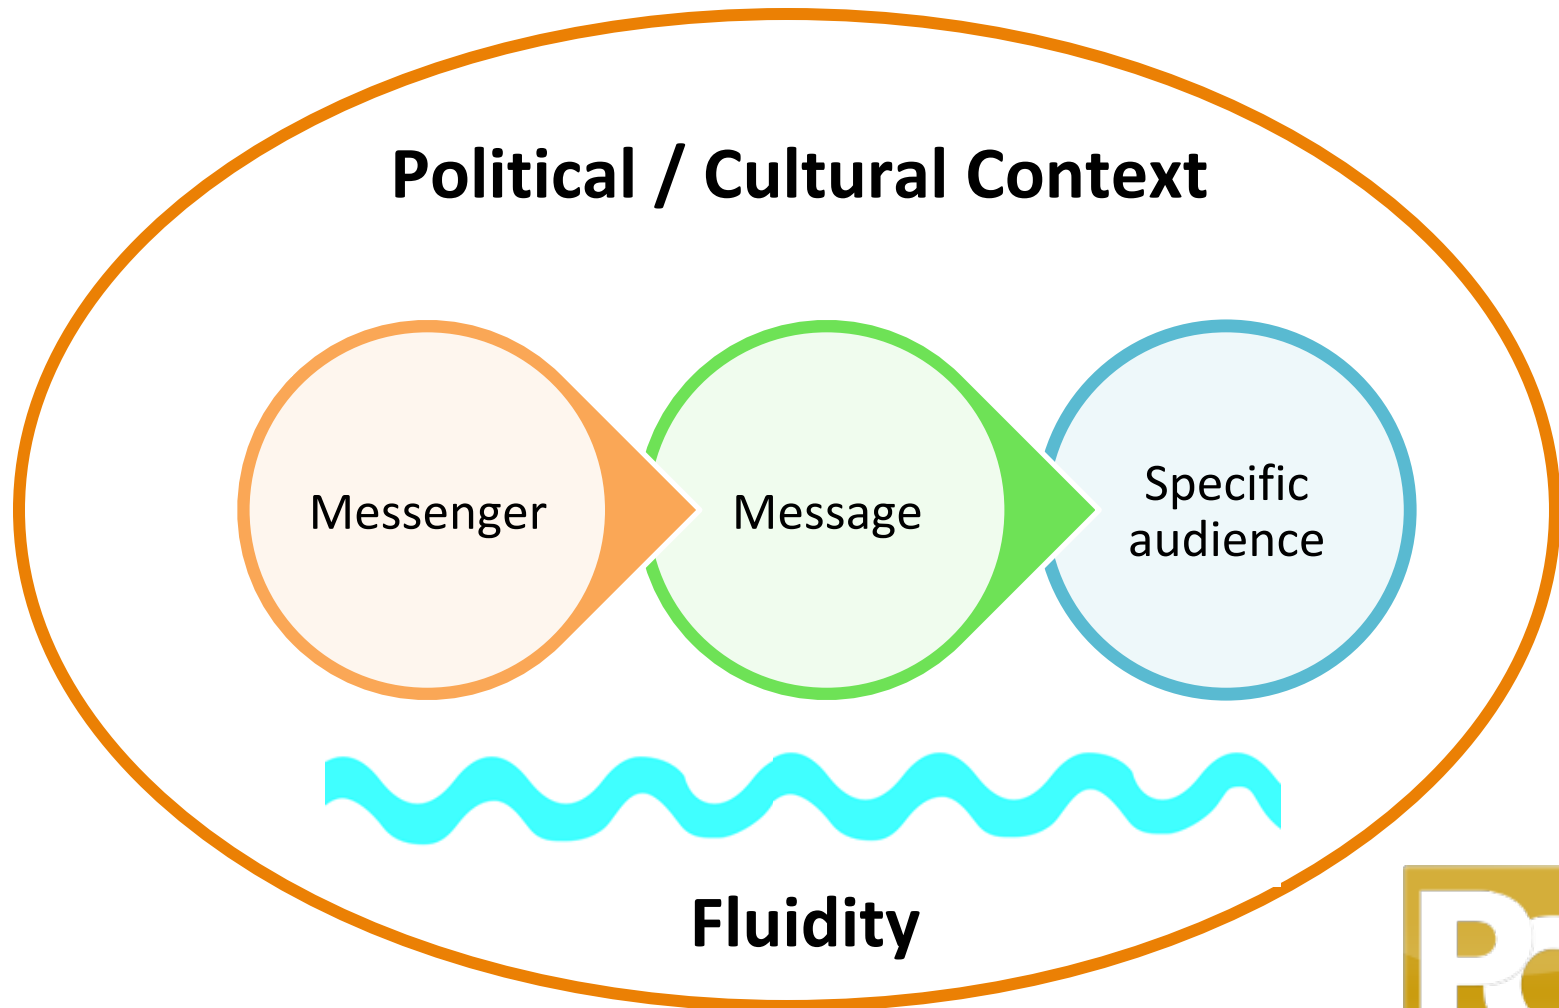 Political / Cultural Context
Messenger
Message
Specific
audience
Fluidity